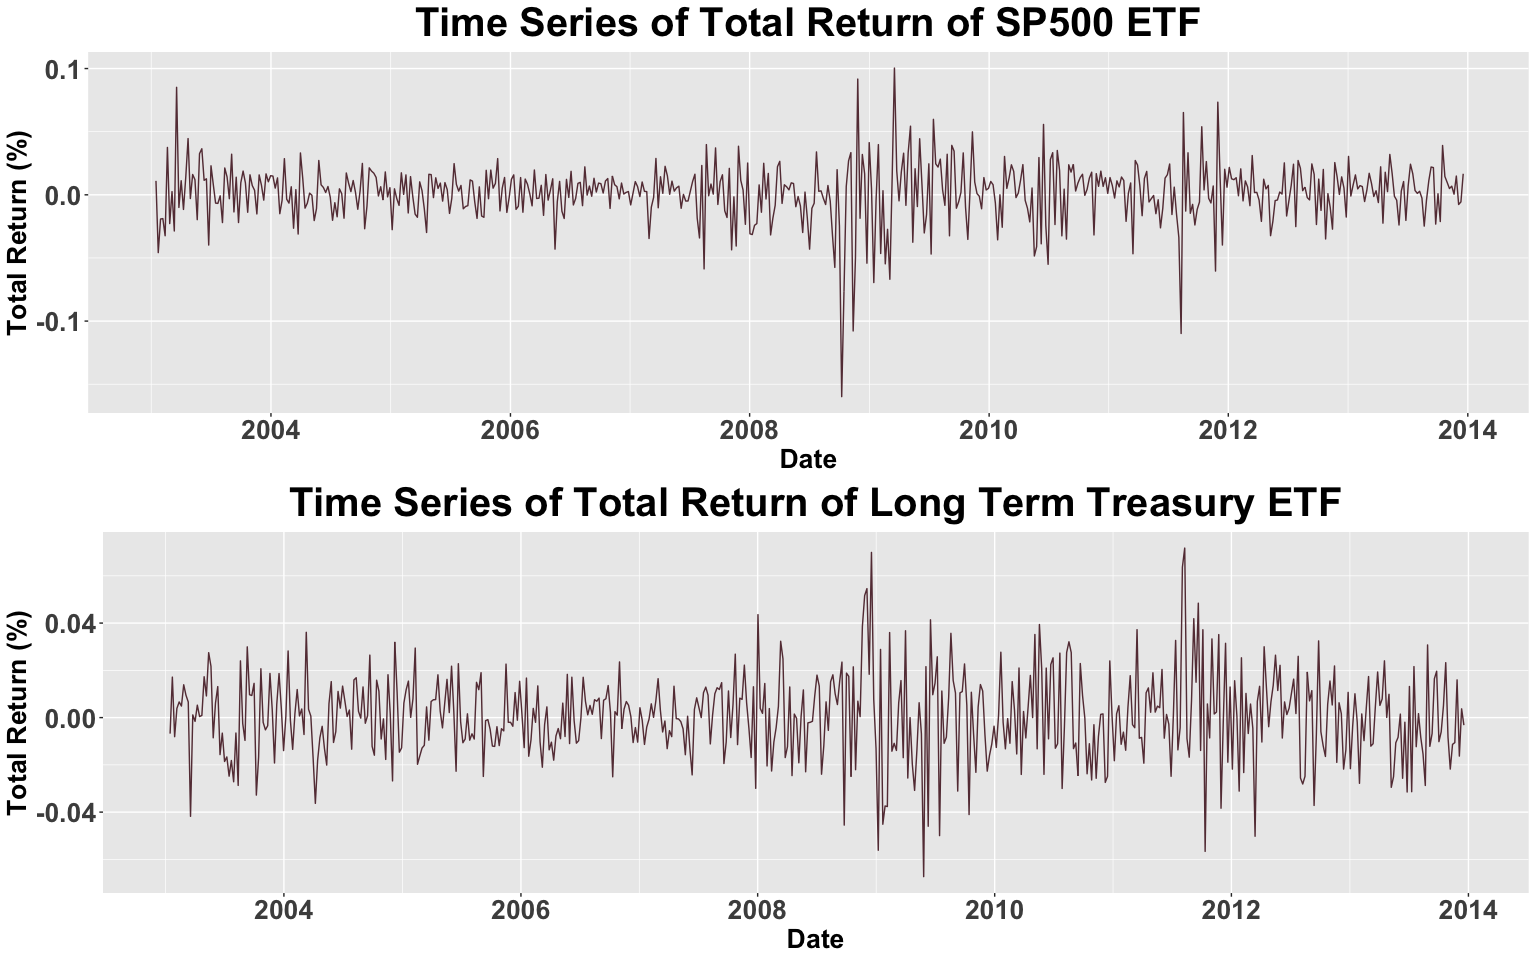 Time Series of Total Return of SP500 ETF
Total Return (%)
0.1
0.0
-0.1
2004 2006 2008 2010 2012 2014
Date
Time Series of Total Return of Long Term Treasury ETF
Total Return (%)
0.04
0.00
-0.04
2004 2006 2008 2010 2012 2014
Date